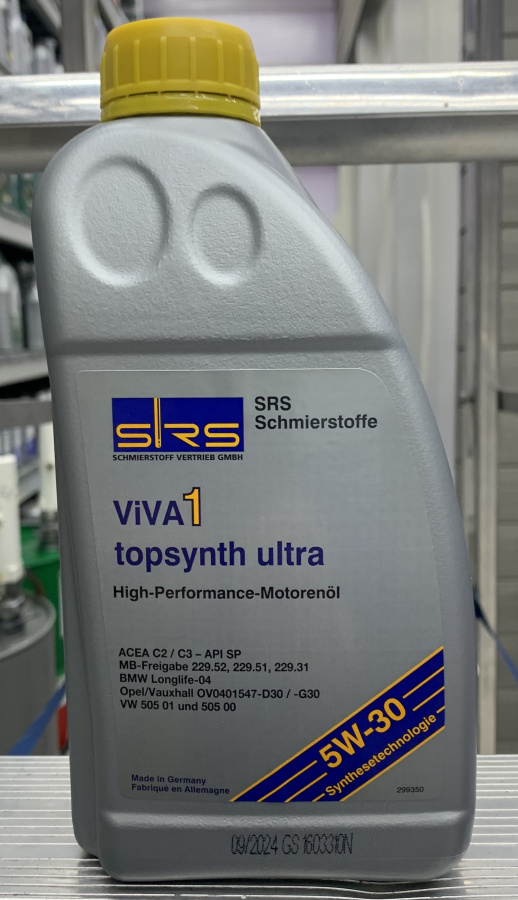 SRS
SCHMIERSTOFF VERTRIEB GMBH
SRS
Schmierstoffe
ViVA1
topsynth ultra
High-Performance-Motorenöl
ACEA C2 / C3 – API SP
MB-Freigabe 229.52, 229.51, 229.31
BMW Longlife-04
Opel/Vauxhall OV0401547-D30 / -G30
VW 505 01 und 505 00
5W-30
Synthesetechnologie
Made in Germany
Fabriqué en Allemagne
299350
09/2024 GS 1603310N